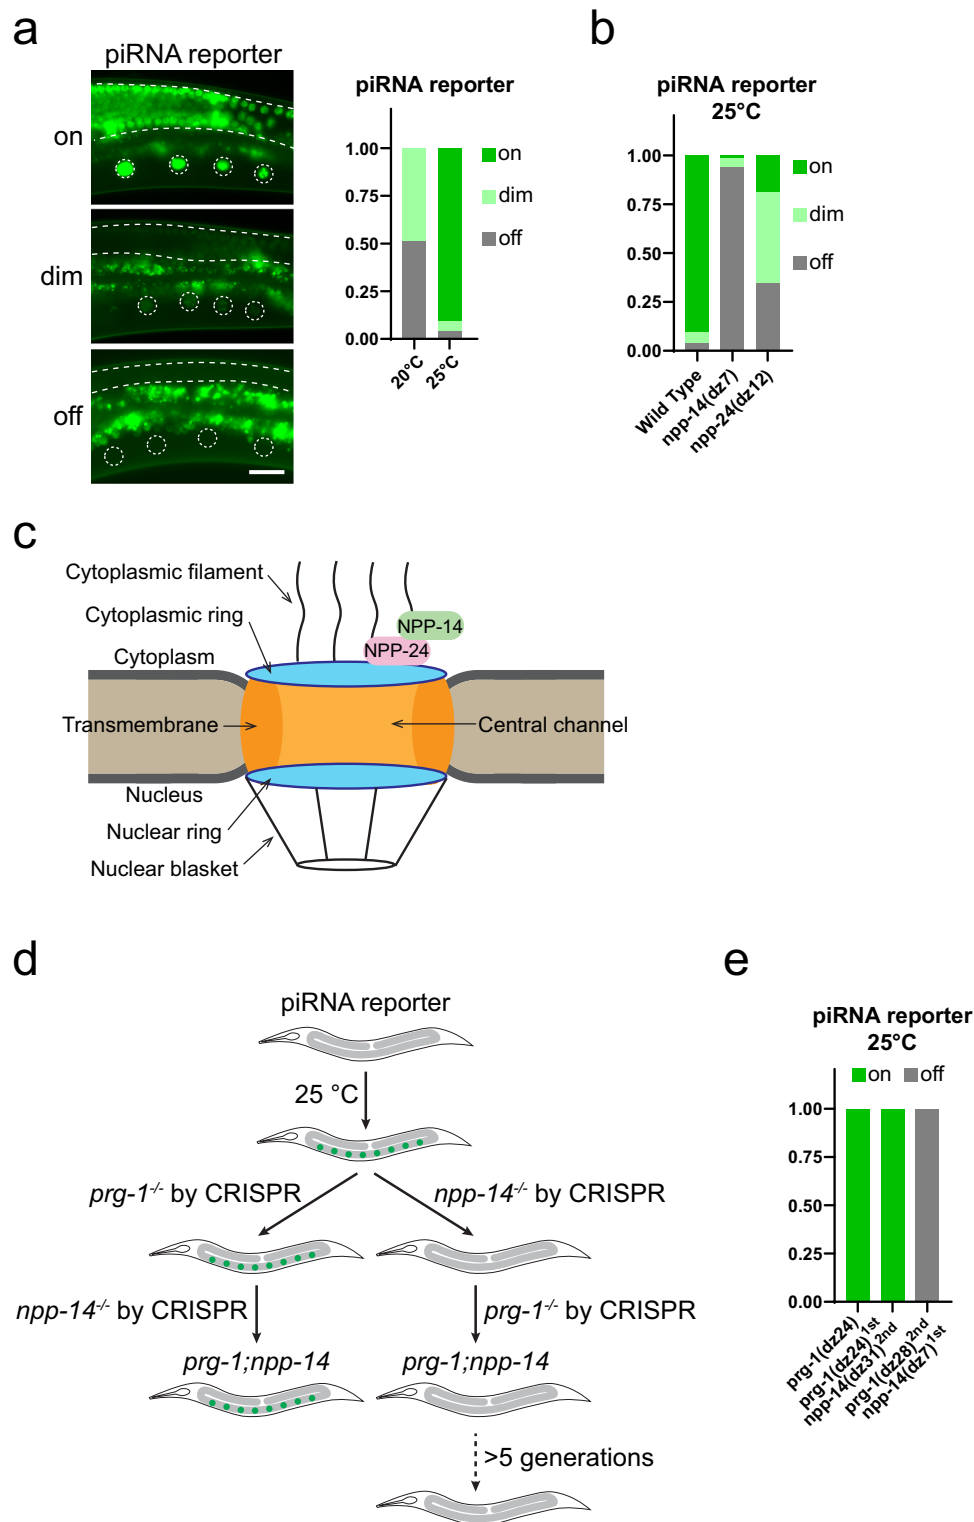 a
piRNA reporter
on
dim
off
piRNA reporter
1.00
0.75
0.50
0.25
0.00
20°C
25°C
on
dim
off
b
piRNA reporter
25°C
1.00
0.75
0.50
0.25
0.00
Wild Type
npp-14(dz7)
npp-24(dz12)
on
dim
off
c
Cytoplasmic filament
Cytoplasmic ring
Cytoplasm
NPP-14
NPP-24
Transmembrane
Central channel
Nucleus
Nuclear ring
Nuclear blasket
d
piRNA reporter
25 °C
prg-1-/- by CRISPR
npp-14-/- by CRISPR
npp-14-/- by CRISPR
prg-1-/- by CRISPR
prg-1;npp-14
prg-1;npp-14
>5 generations
e
piRNA reporter
25°C
on
off
1.00
0.75
0.50
0.25
0.00
prg-1(dz24)
prg-1(dz24)1st
npp-14(dz31)2nd
prg-1(dz28)2nd
npp-14(dz7)1st